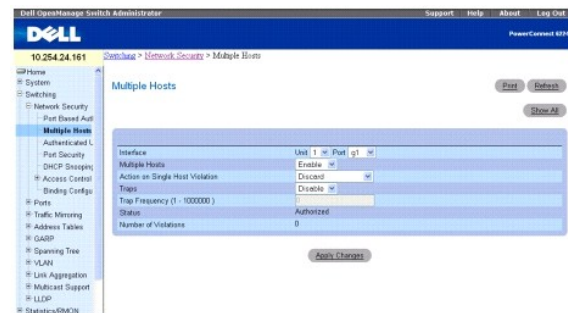 Dell OpenManage Switch Administrator
Support Help About Log Out
DELL
PowerConnect 6224
10.254.24.161
Switching > Network Security > Multiple Hosts
Home
System
Switching
Network Security
Port Based Auth
Multiple Hosts
Authenticated U
Port Security
DHCP Snooping
Access Control
Binding Configu
Ports
Traffic Mirroring
Address Tables
GARP
Spanning Tree
VLAN
Link Aggregation
Multicast Support
LLDP
Statistics/RMON
Multiple Hosts
Print Refresh
Show All
Interface Unit 1 Port g1
Multiple Hosts Enable
Action on Single Host Violation Discard
Traps Disable
Trap Frequency (1 - 1000000 )
Status Authorized
Number of Violations 0
Apply Changes